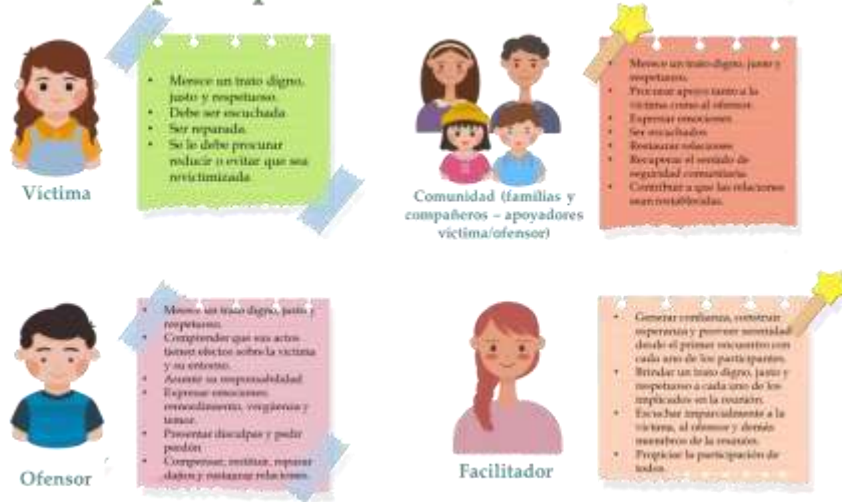 • Merece un trato digno,
justo y respetuoso.
• Debe ser escuchada
• Ser reparada.
• Se le debe procurar
reducir o evitar que sea
revictimizada
Víctima
• Merece un trato digno, justo y
respetuoso.
• Procurar apoyo tanto a la
víctima como al ofensor.
• Expresar emociones
• Ser escuchados
• Restaurar relaciones
• Recuperar el sentido de
seguridad comunitaria.
• Contribuir a que las relaciones
sean restablecidas.
Comunidad (familias y
compañeros – apoyadores
víctima/ofensor)
• Merece un trato digno, justo y
respetuoso.
• Comprender que sus actos
tienen efectos sobre la víctima
y su entorno.
• Asumir su responsabilidad
• Expresar emociones,
remordimiento, vergüenza y
temor.
• Presentar disculpas y pedir
perdón
• Compensar, restituir, reparar
daños y restaurar relaciones.
Ofensor
• Generar confianza, construir
esperanza y proveer serenidad
desde el primer encuentro con
cada uno de los participantes.
• Brindar un trato digno, justo y
respetuoso a cada uno de los
implicados en la reunión.
• Escuchar imparcialmente a la
víctima, al ofensor y demás
miembros de la reunión.
• Propiciar la participación de
todos.
Facilitador